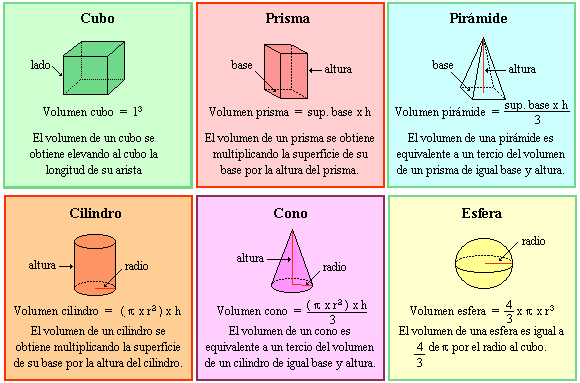 Cubo
lado
Volumen cubo = l³
El volumen de un cubo se
obtiene elevando al cubo la
longitud de su arista
Prisma
base
altura
Volumen prisma = sup. base x h
El volumen de un prisma se obtiene
multiplicando la superficie de su
base por la altura del prisma.
Pirámide
base
altura
Volumen pirámide = sup. base x h / 3
El volumen de una pirámide es
equivalente a un tercio del volumen
de un prisma de igual base y altura.
Cilindro
altura
radio
Volumen cilindro = ( π x r² ) x h
El volumen de un cilindro se
obtiene multiplicando la superficie
de su base por la altura del cilindro.
Cono
altura
radio
Volumen cono = ( π x r² ) x h / 3
El volumen de un cono es
equivalente a un tercio del volumen
de un cilindro de igual base y altura.
Esfera
radio
Volumen esfera = 4/3 x π x r³
El volumen de una esfera es igual a
4/3 de π por el radio al cubo.